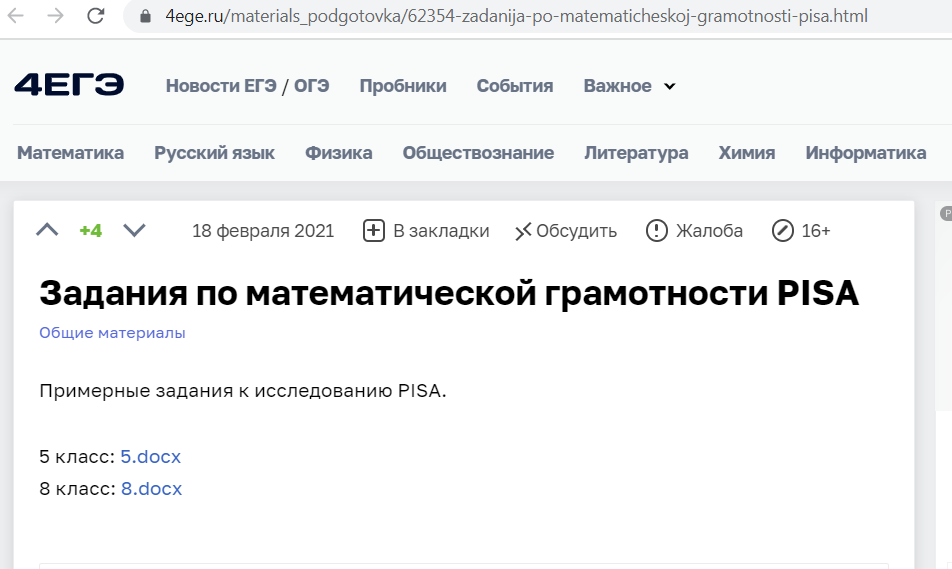 4ege.ru/materials_podgotovka/62354-zadanija-po-matematicheskoj-gramotnosti-pisa.html
4ЕГЭ Новости ЕГЭ / ОГЭ Пробники События Важное
Математика Русский язык Физика Обществознание Литература Химия Информатика
+4 18 февраля 2021 В закладки Обсудить Жалоба 16+
Задания по математической грамотности PISA
Общие материалы
Примерные задания к исследованию PISA.
5 класс: 5.docx
8 класс: 8.docx